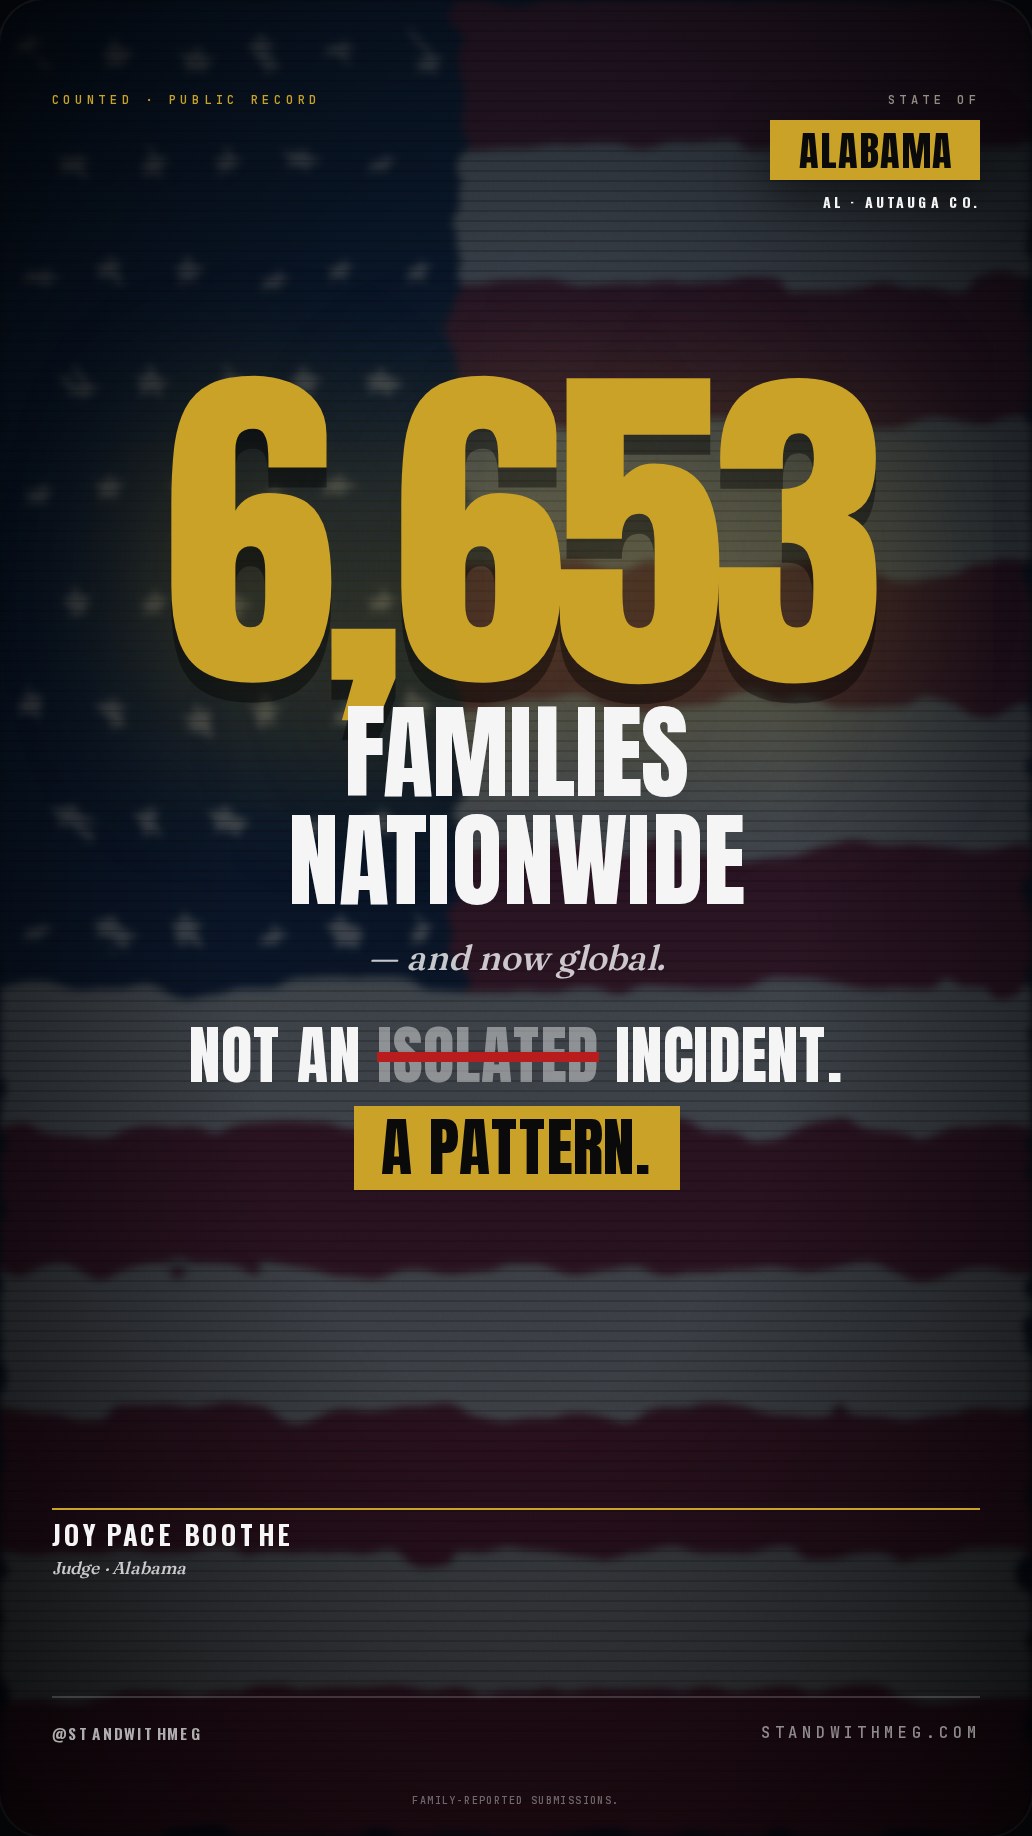 COUNTED · PUBLIC RECORD
STATE OF
ALABAMA
AL · AUTAUGA CO.
6,653
FAMILIES
NATIONWIDE
— and now global.
NOT AN ISOLATED INCIDENT.
A PATTERN.
JOY PACE BOOTHE
Judge · Alabama
@STANDWITHMEG
STANDWITHMEG.COM
FAMILY-REPORTED SUBMISSIONS.